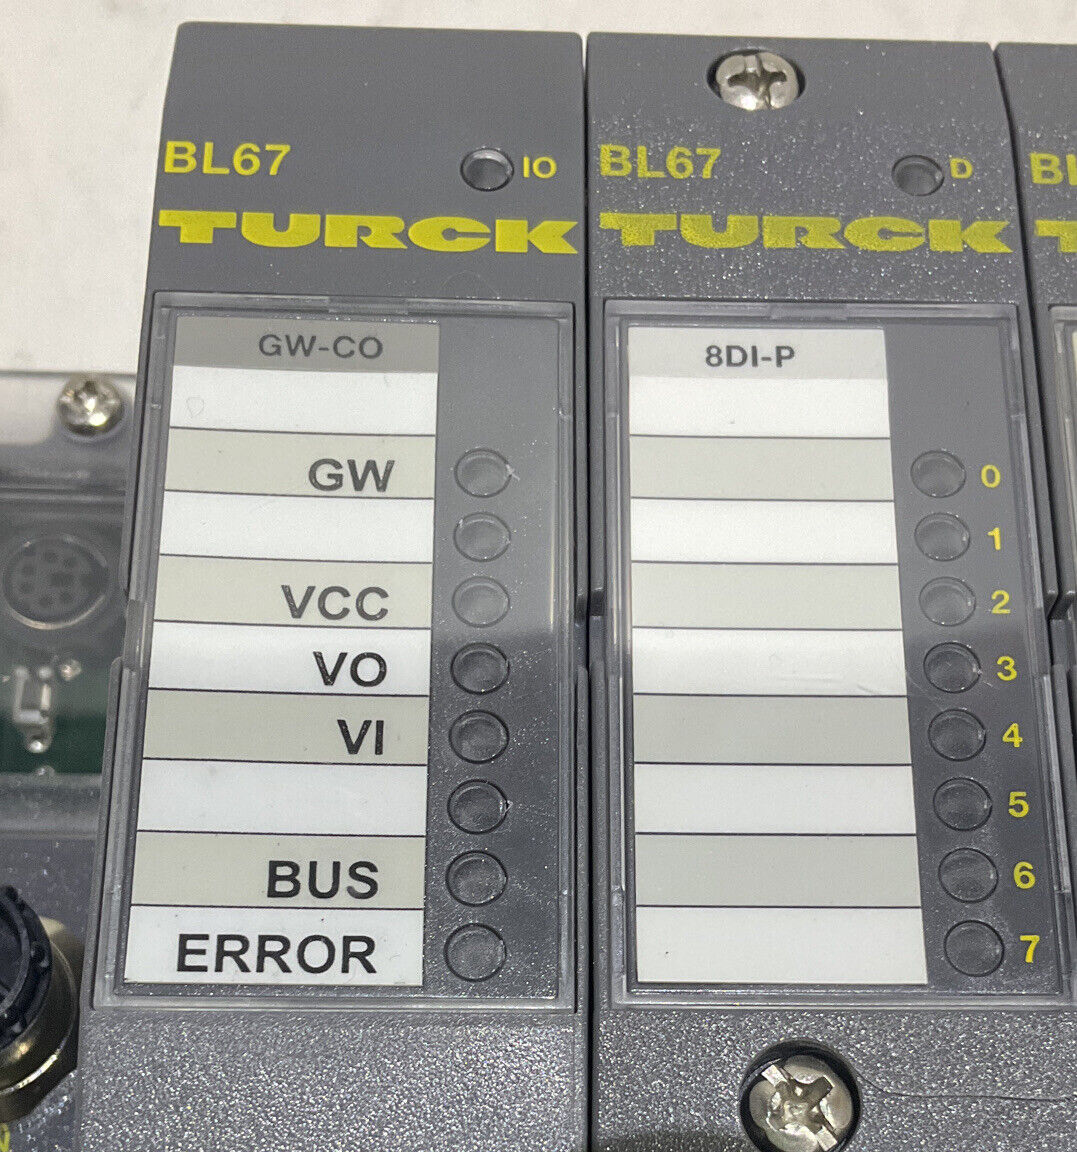 BL67
IO
TURCK
GW-CO
GW
VCC
VO
VI
BUS
ERROR
BL67
D
TURCK
8DI-P
0
1
2
3
4
5
6
7